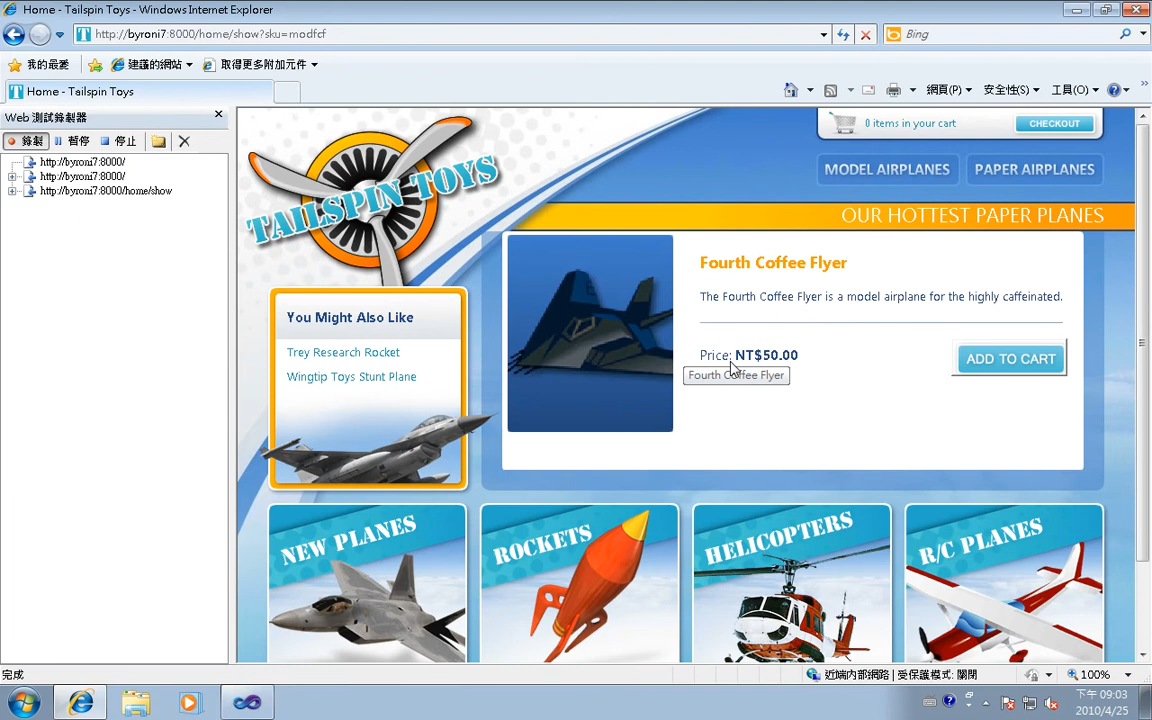 Home - Tailspin Toys - Windows Internet Explorer
http://byroni7:8000/home/show?sku=modfcf
Bing
我的最愛
建議的網站
取得更多附加元件
Home - Tailspin Toys
網頁(P)
安全性(S)
工具(O)
Web 測試錄製器
錄製 暫停 停止
http://byroni7:8000/
http://byroni7:8000/
http://byroni7:8000/home/show
TAILSPIN TOYS
0 items in your cart
CHECKOUT
MODEL AIRPLANES
PAPER AIRPLANES
OUR HOTTEST PAPER PLANES
Fourth Coffee Flyer
The Fourth Coffee Flyer is a model airplane for the highly caffeinated.
Price: NT$50.00
ADD TO CART
Fourth Coffee Flyer
You Might Also Like
Trey Research Rocket
Wingtip Toys Stunt Plane
NEW PLANES
ROCKETS
HELICOPTERS
R/C PLANES
完成
近端內部網路 | 受保護模式: 關閉
100%
下午 09:03
2010/4/25